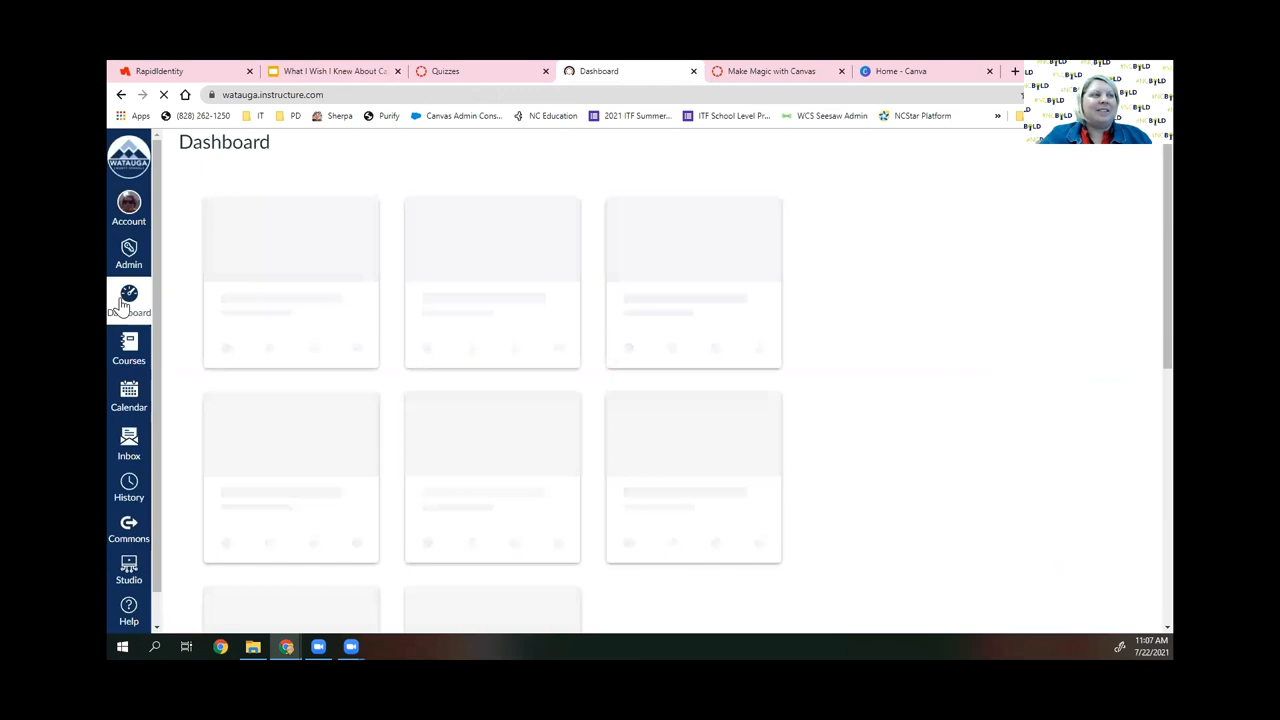 RapidIdentity
What I Wish I Knew About Ca
Quizzes
Dashboard
Make Magic with Canvas
Home - Canva
watauga.instructure.com
Apps
(828) 262-1250
IT
PD
Sherpa
Purify
Canvas Admin Cons...
NC Education
2021 ITF Summer...
ITF School Level Pr...
WCS Seesaw Admin
NCStar Platform
»
#NCBOLD
WATAUGA
Dashboard
Account
Admin
Dashboard
Courses
Calendar
Inbox
History
Commons
Studio
Help
11:07 AM
7/22/2021